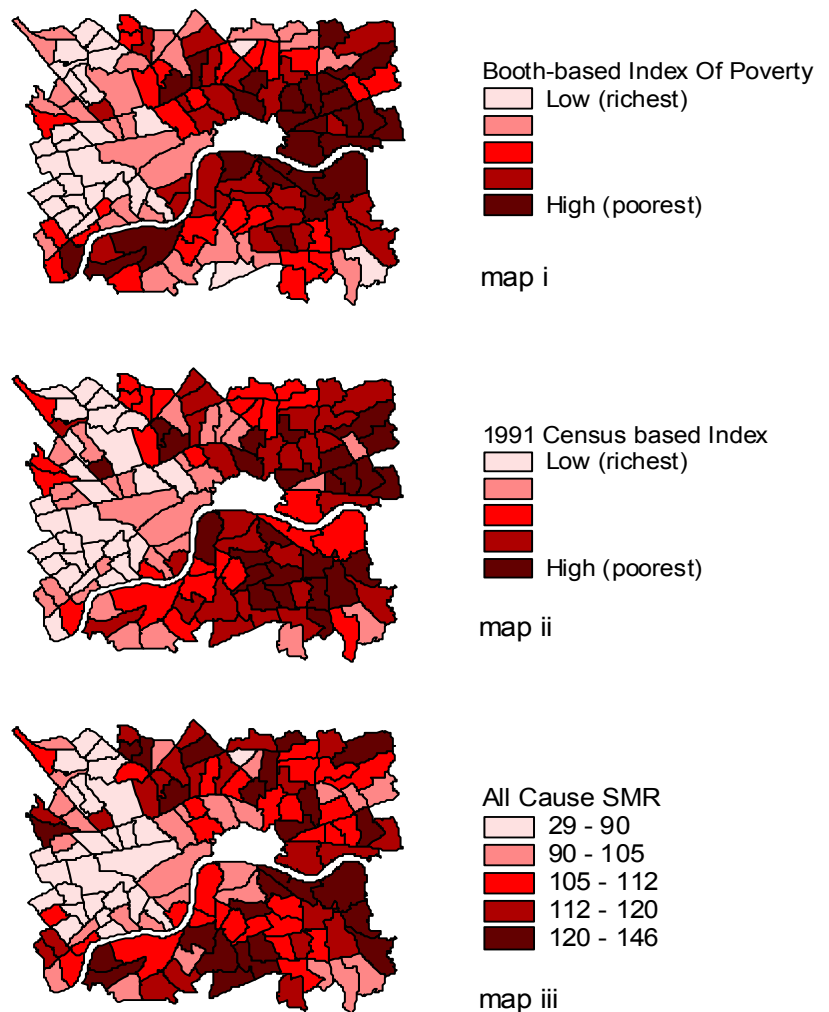 Booth-based Index Of Poverty
Low (richest)
High (poorest)
map i
1991 Census based Index
Low (richest)
High (poorest)
map ii
All Cause SMR
29 - 90
90 - 105
105 - 112
112 - 120
120 - 146
map iii